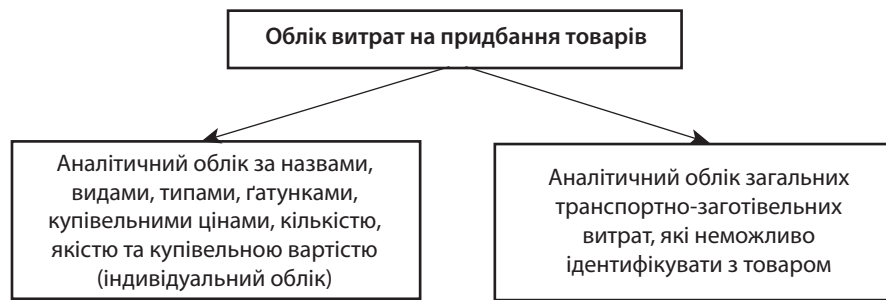 Облік витрат на придбання товарів
Аналітичний облік за назвами,
видами, типами, ґатунками,
купівельними цінами, кількістю,
якістю та купівельною вартістю
(індивідуальний облік)
Аналітичний облік загальних
транспортно-заготівельних
витрат, які неможливо
ідентифікувати з товаром